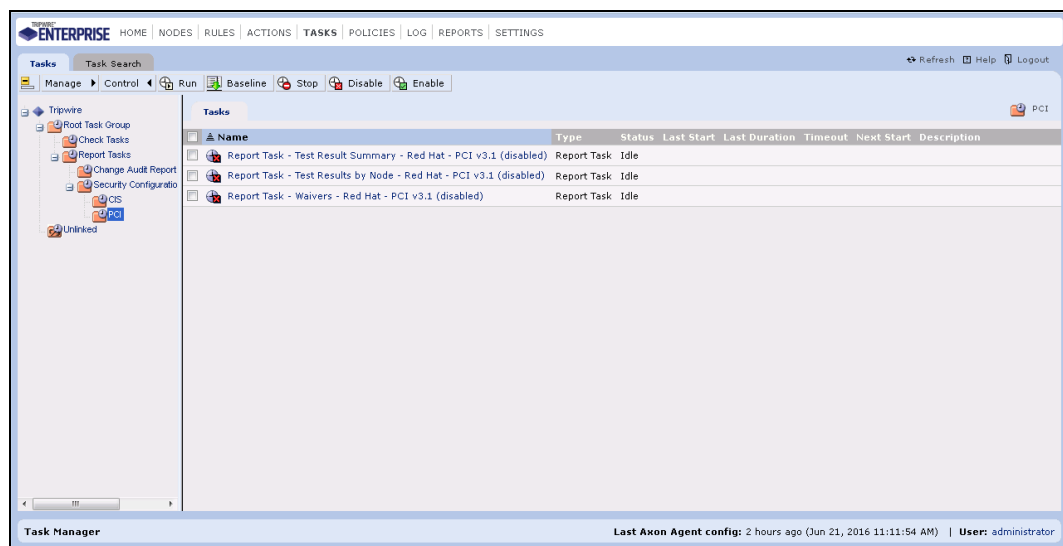 TRIPWIRE
ENTERPRISE HOME NODES RULES ACTIONS TASKS POLICIES LOG REPORTS SETTINGS
Tasks Task Search Refresh Help Logout
Manage Control Run Baseline Stop Disable Enable
Tripwire
Root Task Group
Check Tasks
Report Tasks
Change Audit Report
Security Configuratio
CIS
PCI
Unlinked
Tasks PCI
Name Type Status Last Start Last Duration Timeout Next Start Description
Report Task - Test Result Summary - Red Hat - PCI v3.1 (disabled) Report Task Idle
Report Task - Test Results by Node - Red Hat - PCI v3.1 (disabled) Report Task Idle
Report Task - Waivers - Red Hat - PCI v3.1 (disabled) Report Task Idle
Task Manager Last Axon Agent config: 2 hours ago (Jun 21, 2016 11:11:54 AM) | User: administrator